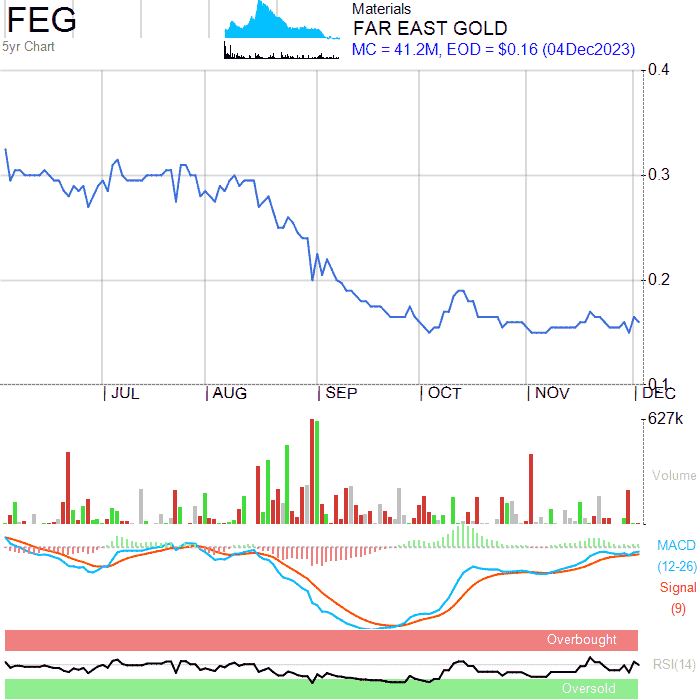 FEG
5yr Chart
Materials
FAR EAST GOLD
MC = 41.2M, EOD = $0.16 (04Dec2023)
0.4
0.3
0.2
0.1
JUL
AUG
SEP
OCT
NOV
DEC
627k
Volume
MACD
(12-26)
Signal
(9)
Overbought
RSI(14)
Oversold